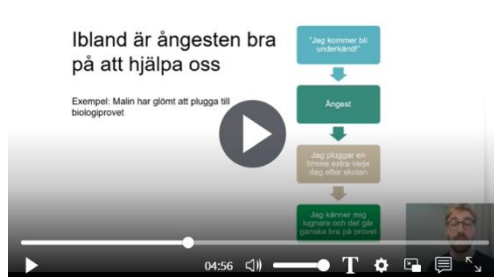 Ibland är ångesten bra
på att hjälpa oss
Exempel: Malin har glömt att plugga till
biologiprovet
"Jag kommer bli
underkänd!"
Ångest
Jag pluggar en
timme extra varje
dag efter skolan
Jag känner mig
lugnare och det går
ganska bra på provet
04:56
T